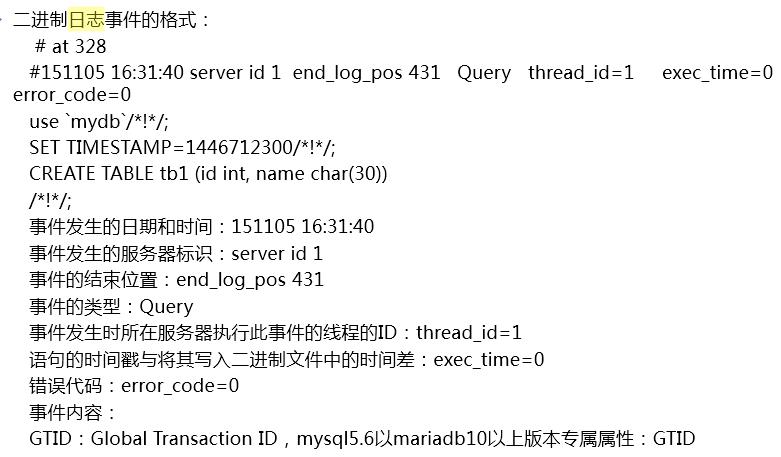 二进制日志事件的格式：
# at 328
#151105 16:31:40 server id 1 end_log_pos 431 Query thread_id=1 exec_time=0
error_code=0
use `mydb`/*!*/;
SET TIMESTAMP=1446712300/*!*/;
CREATE TABLE tb1 (id int, name char(30))
/*!*/;
事件发生的日期和时间：151105 16:31:40
事件发生的服务器标识：server id 1
事件的结束位置：end_log_pos 431
事件的类型：Query
事件发生时所在服务器执行此事件的线程的ID：thread_id=1
语句的时间戳与将其写入二进制文件中的时间差：exec_time=0
错误代码：error_code=0
事件内容：
GTID：Global Transaction ID，mysql5.6以mariadb10以上版本专属属性：GTID